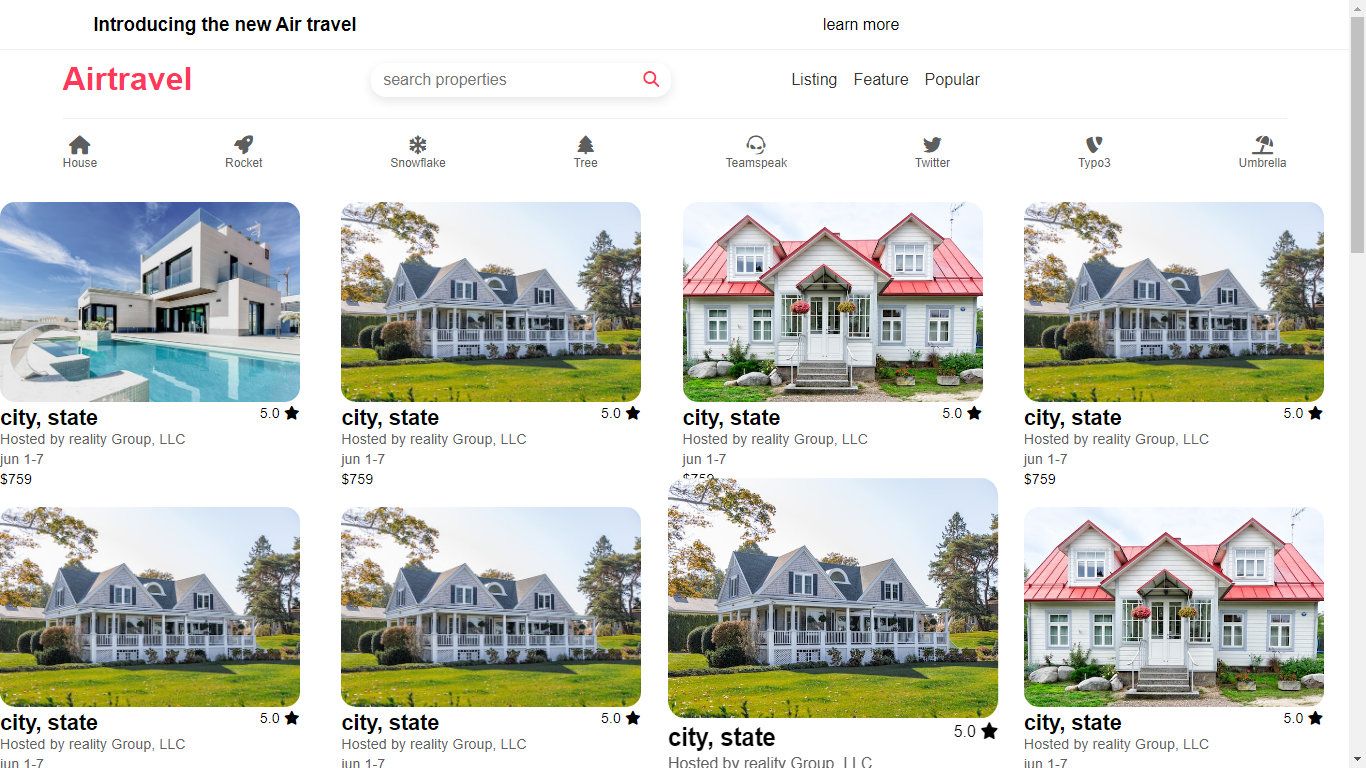 Introducing the new Air travel learn more
Airtravel search properties Listing Feature Popular
House Rocket Snowflake Tree Teamspeak Twitter Typo3 Umbrella
city, state 5.0 city, state 5.0 city, state 5.0 city, state 5.0
Hosted by reality Group, LLC Hosted by reality Group, LLC Hosted by reality Group, LLC Hosted by reality Group, LLC
jun 1-7 jun 1-7 jun 1-7 jun 1-7
$759 $759 $759 $759
city, state 5.0 city, state 5.0 city, state 5.0 city, state 5.0
Hosted by reality Group, LLC Hosted by reality Group, LLC Hosted by reality Group, LLC Hosted by reality Group, LLC
jun 1-7 jun 1-7 jun 1-7